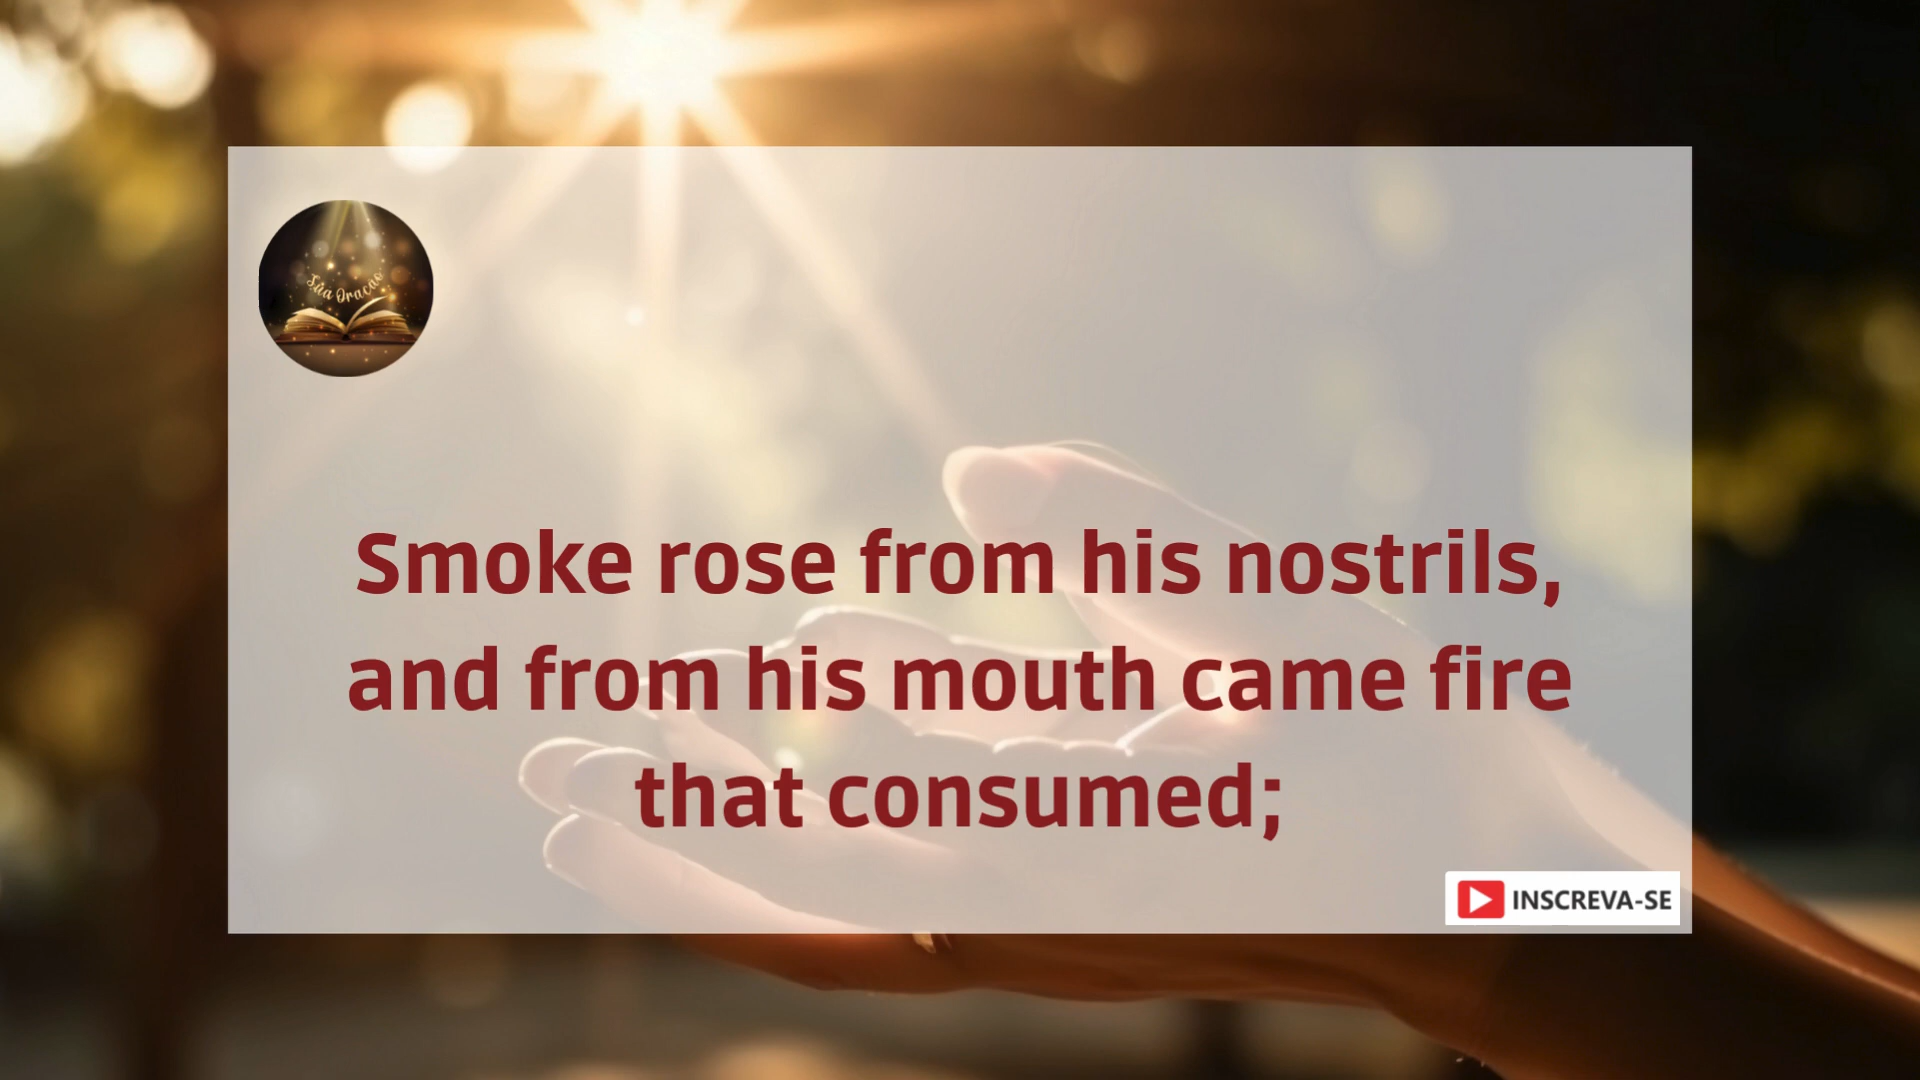 Sua Oração
Smoke rose from his nostrils,
and from his mouth came fire
that consumed;
INSCREVA-SE